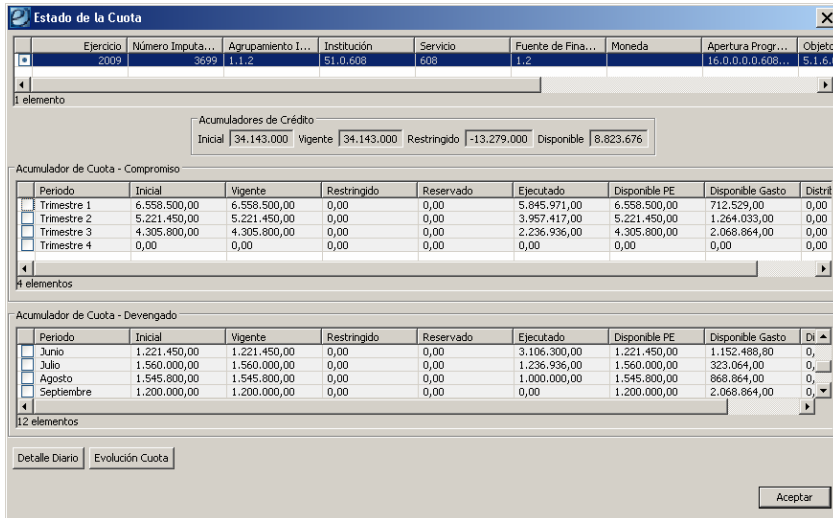 Estado de la Cuota
Ejercicio Número Imputa... Agrupamiento I... Institución Servicio Fuente de Fina... Moneda Apertura Progr... Objeto
2009 3699 1.1.2 51.0.608 608 1.2 16.0.0.0.0.608... 5.1.6.
1 elemento
Acumuladores de Crédito
Inicial 34.143.000 Vigente 34.143.000 Restringido -13.279.000 Disponible 8.823.676
Acumulador de Cuota - Compromiso
Periodo Inicial Vigente Restringido Reservado Ejecutado Disponible PE Disponible Gasto Distrib
Trimestre 1 6.558.500,00 6.558.500,00 0,00 0,00 5.845.971,00 6.558.500,00 712.529,00 0,00
Trimestre 2 5.221.450,00 5.221.450,00 0,00 0,00 3.957.417,00 5.221.450,00 1.264.033,00 0,00
Trimestre 3 4.305.800,00 4.305.800,00 0,00 0,00 2.236.936,00 4.305.800,00 2.068.864,00 0,00
Trimestre 4 0,00 0,00 0,00 0,00 0,00 0,00 0,00 0,00
4 elementos
Acumulador de Cuota - Devengado
Periodo Inicial Vigente Restringido Reservado Ejecutado Disponible PE Disponible Gasto Di
Junio 1.221.450,00 1.221.450,00 0,00 0,00 3.106.300,00 1.221.450,00 1.152.488,80 0,
Julio 1.560.000,00 1.560.000,00 0,00 0,00 1.236.936,00 1.560.000,00 323.064,00 0,
Agosto 1.545.800,00 1.545.800,00 0,00 0,00 1.000.000,00 1.545.800,00 868.864,00 0,
Septiembre 1.200.000,00 1.200.000,00 0,00 0,00 0,00 1.200.000,00 2.068.864,00 0,
12 elementos
Detalle Diario Evolución Cuota
Aceptar